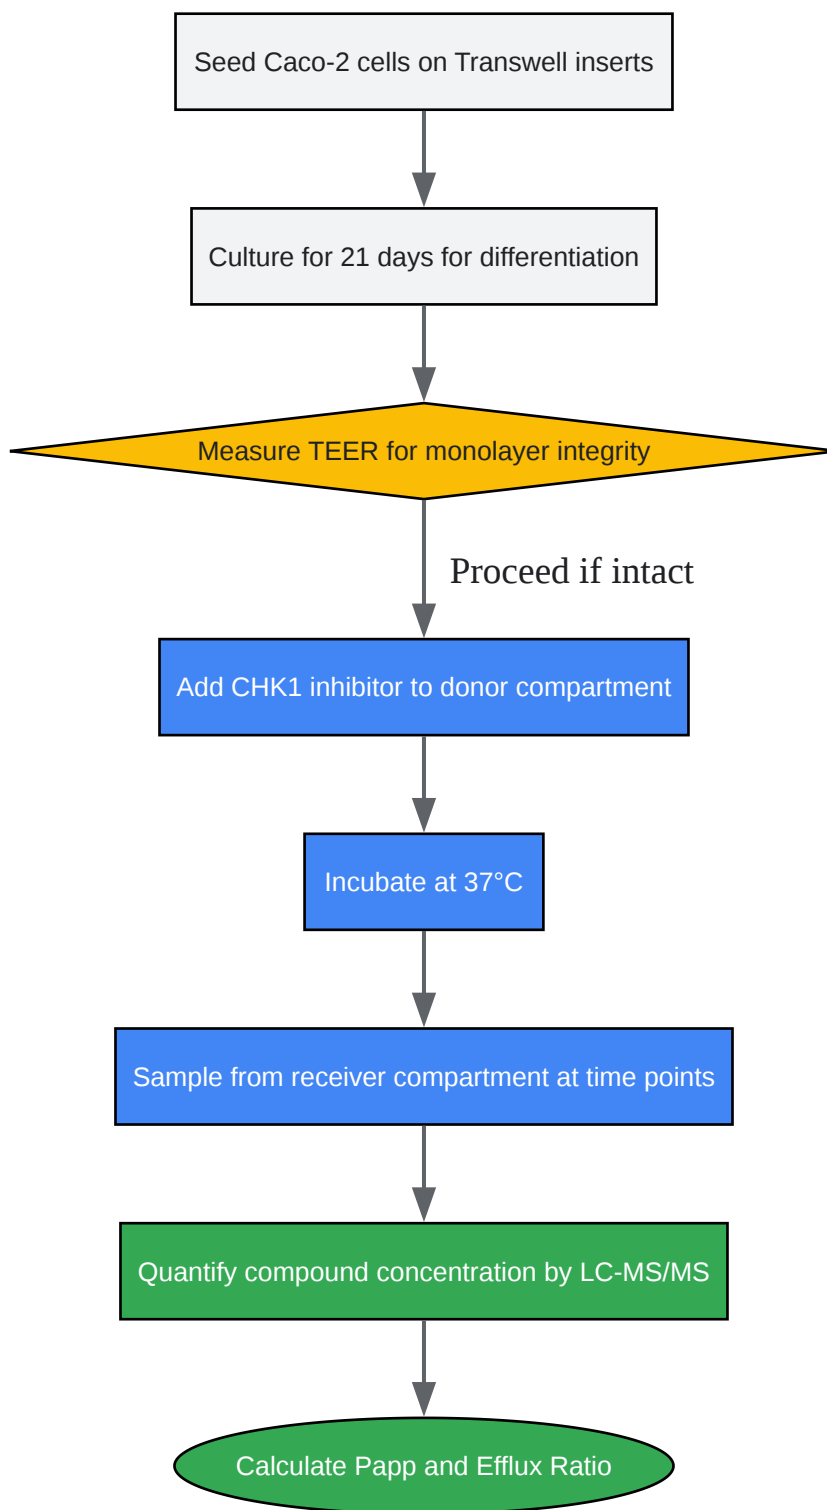 Seed Caco-2 cells on Transwell inserts
Culture for 21 days for differentiation
Measure TEER for monolayer integrity
Proceed if intact
Add CHK1 inhibitor to donor compartment
Incubate at 37°C
Sample from receiver compartment at time points
Quantify compound concentration by LC-MS/MS
Calculate Papp and Efflux Ratio